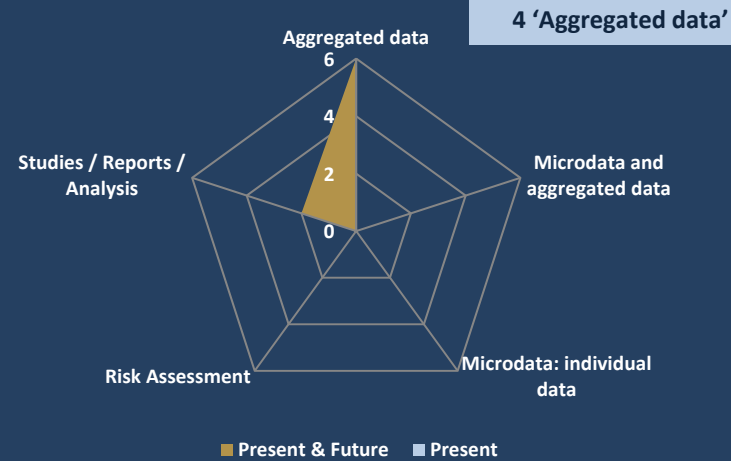 4 ‘Aggregated data’
Aggregated data
6
4
2
0
Studies / Reports /
Analysis
Microdata and
aggregated data
Risk Assessment
Microdata: individual
data
Present & Future
Present